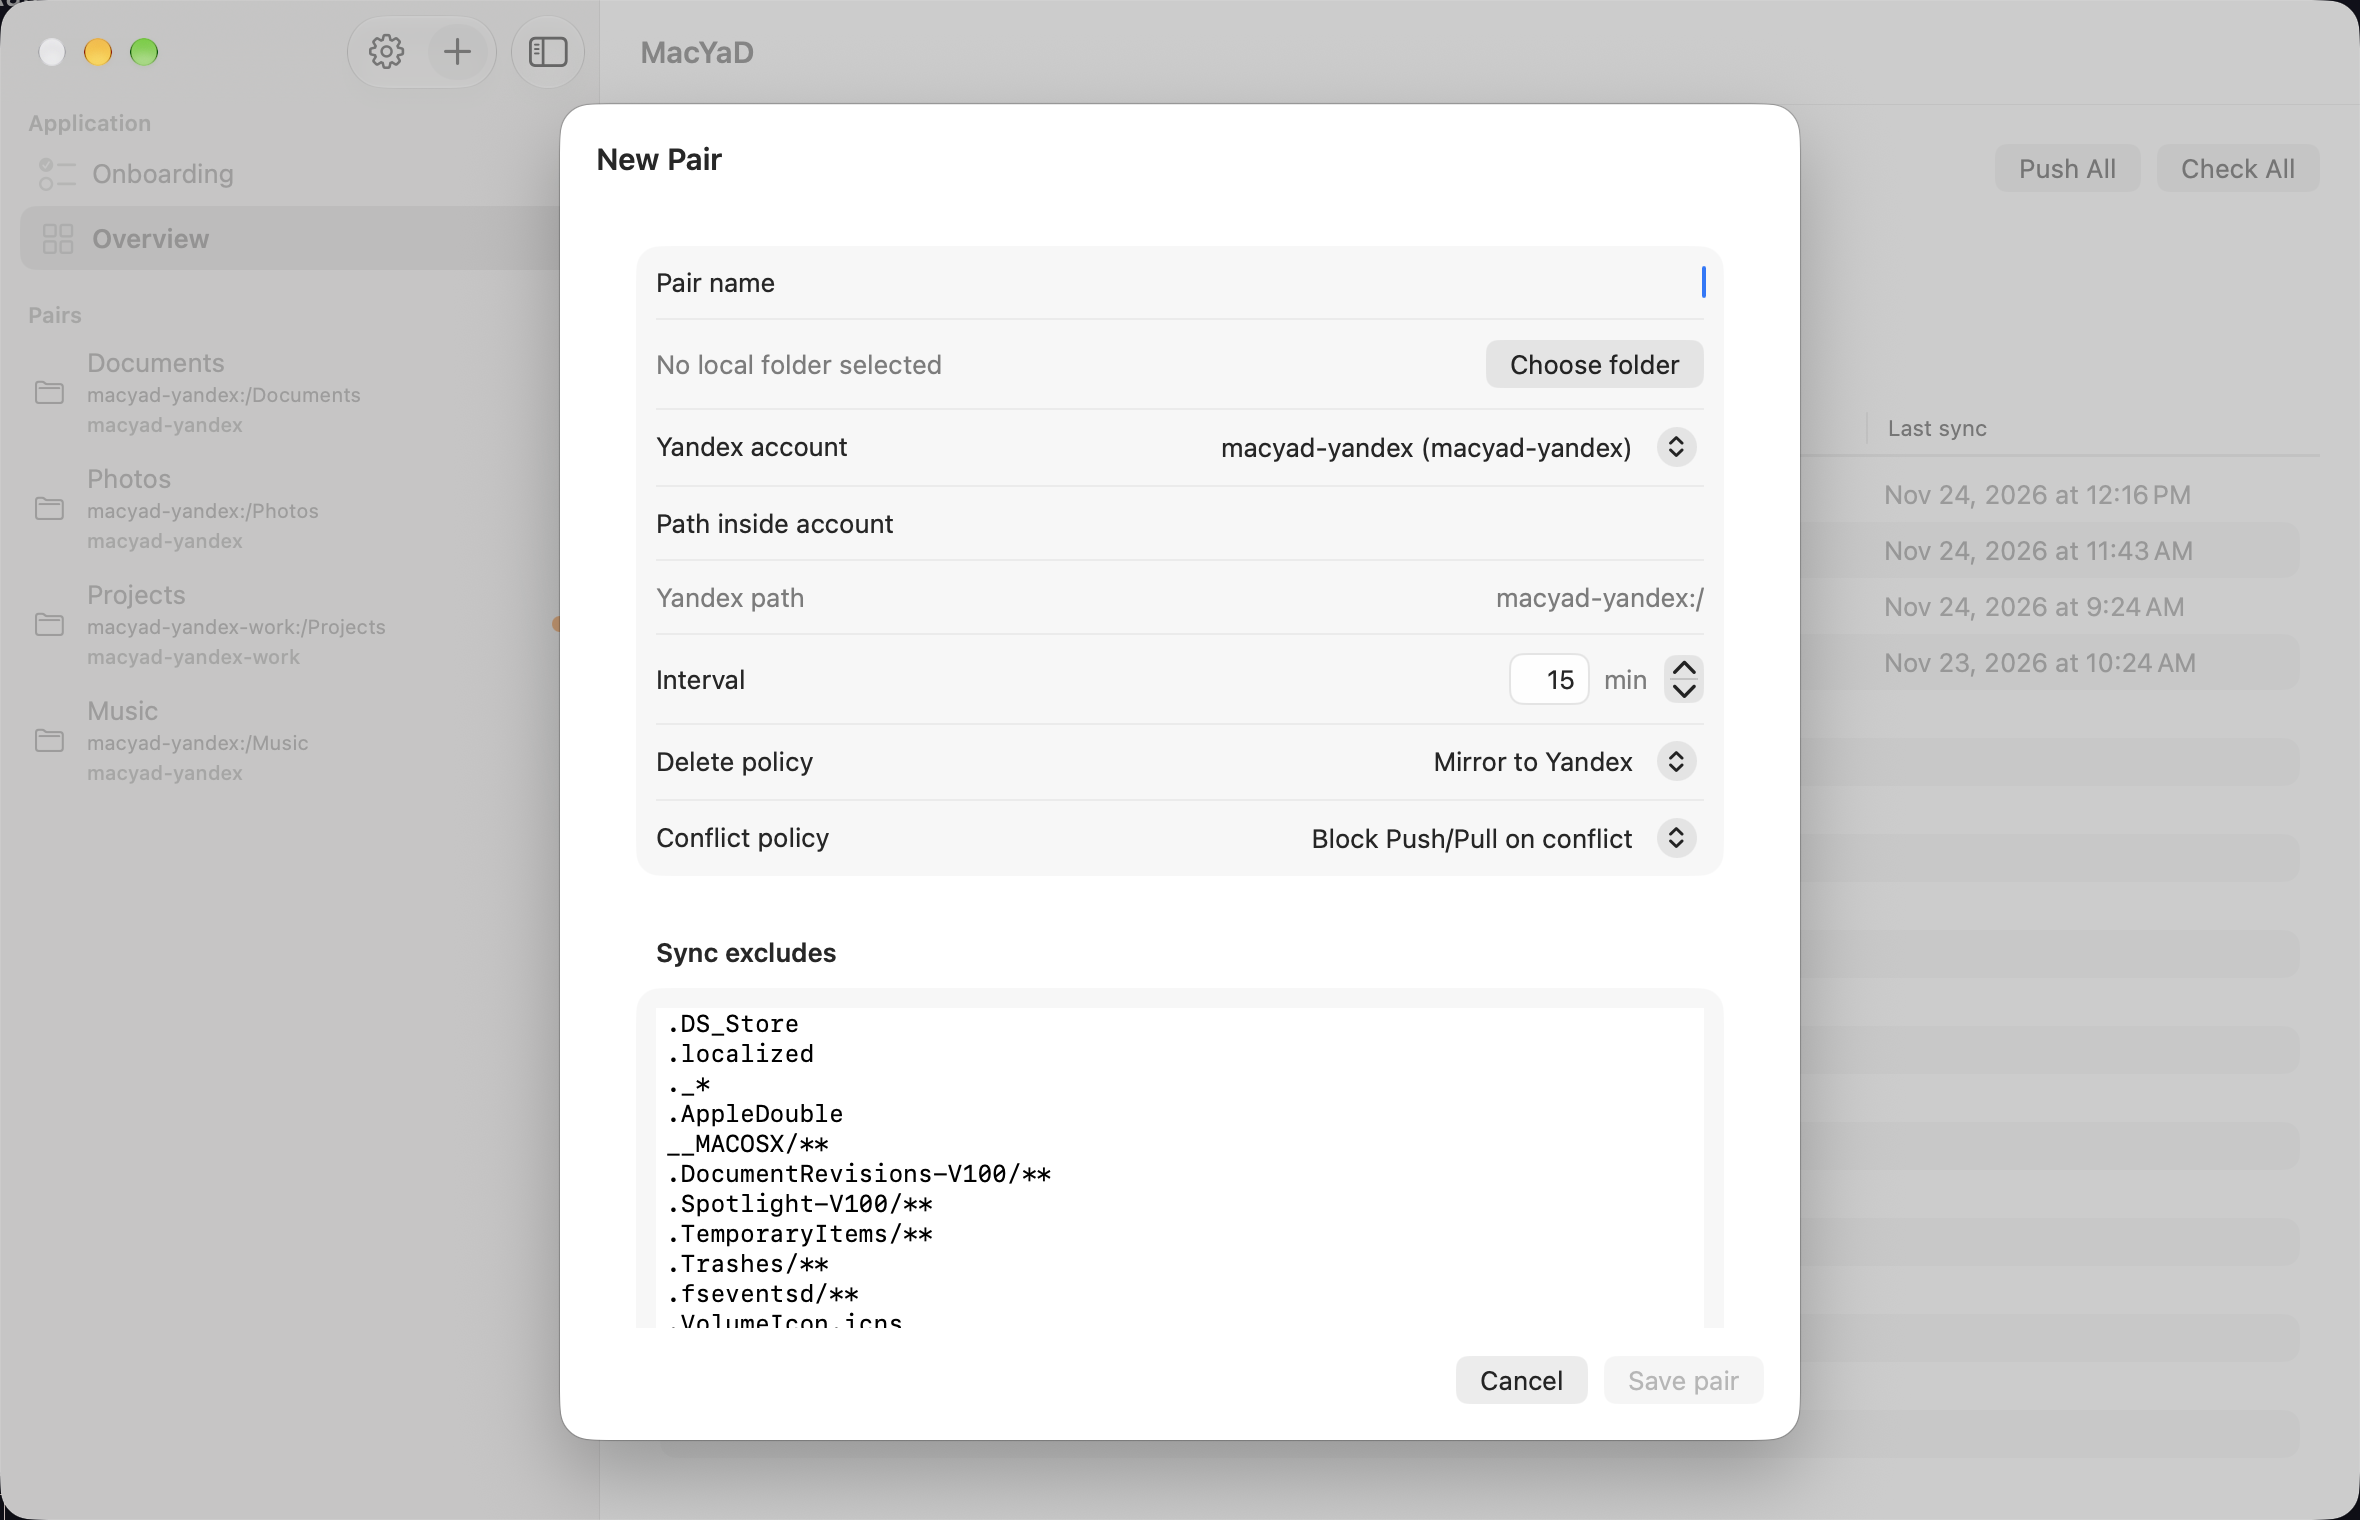 MacYaD
Application
Onboarding
Overview
Pairs
Documents
macyad-yandex:/Documents
macyad-yandex
Photos
macyad-yandex:/Photos
macyad-yandex
Projects
macyad-yandex-work:/Projects
macyad-yandex-work
Music
macyad-yandex:/Music
macyad-yandex
Push All
Check All
Last sync
Nov 24, 2026 at 12:16 PM
Nov 24, 2026 at 11:43 AM
Nov 24, 2026 at 9:24 AM
Nov 23, 2026 at 10:24 AM
New Pair
Pair name
No local folder selected
Choose folder
Yandex account
macyad-yandex (macyad-yandex)
Path inside account
Yandex path
macyad-yandex:/
Interval
15 min
Delete policy
Mirror to Yandex
Conflict policy
Block Push/Pull on conflict
Sync excludes
.DS_Store
.localized
._*
.AppleDouble
__MACOSX/**
.DocumentRevisions-V100/**
.Spotlight-V100/**
.TemporaryItems/**
.Trashes/**
.fseventsd/**
.VolumeIcon.icns
Cancel
Save pair